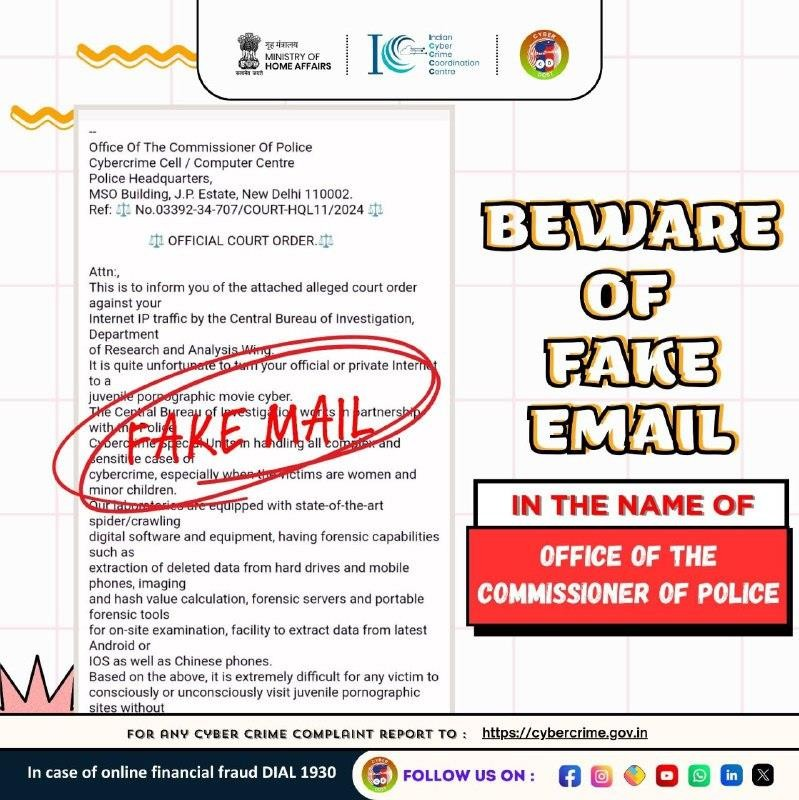 गृह मंत्रालय
MINISTRY OF
HOME AFFAIRS
सत्यमेव जयते
Indian
Cyber
Crime
Coordination
Centre
CYBER
DOST
--
Office Of The Commissioner Of Police
Cybercrime Cell / Computer Centre
Police Headquarters,
MSO Building, J.P. Estate, New Delhi 110002.
Ref: ⚖️ No.03392-34-707/COURT-HQL11/2024 ⚖️
⚖️ OFFICIAL COURT ORDER.⚖️
Attn:,
This is to inform you of the attached alleged court order
against your
Internet IP traffic by the Central Bureau of Investigation,
Department
of Research and Analysis Wing.
It is quite unfortunate to turn your official or private Internet
to a
juvenile pornographic movie cyber.
The Central Bureau of Investigation works in partnership
with the Police
Cybercrime Special Units in handling all complex and
sensitive cases of
cybercrime, especially when the victims are women and
minor children.
Our laboratories are equipped with state-of-the-art
spider/crawling
digital software and equipment, having forensic capabilities
such as
extraction of deleted data from hard drives and mobile
phones, imaging
and hash value calculation, forensic servers and portable
forensic tools
for on-site examination, facility to extract data from latest
Android or
IOS as well as Chinese phones.
Based on the above, it is extremely difficult for any victim to
consciously or unconsciously visit juvenile pornographic
sites without
FAKE MAIL
BEWARE
OF
FAKE
EMAIL
IN THE NAME OF
OFFICE OF THE
COMMISSIONER OF POLICE
FOR ANY CYBER CRIME COMPLAINT REPORT TO : https://cybercrime.gov.in
In case of online financial fraud DIAL 1930
CYBER
DOST
FOLLOW US ON :